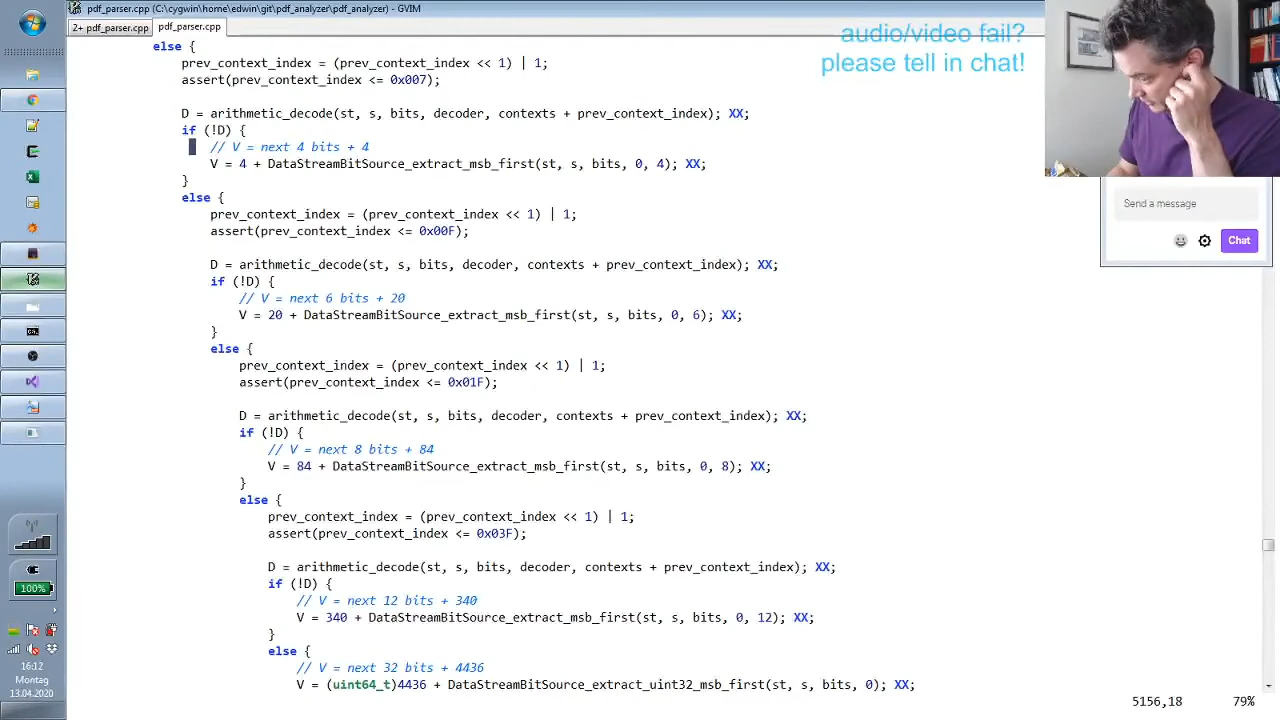 pdf_parser.cpp (C:\cygwin\home\edwin\git\pdf_analyzer\pdf_analyzer) - GVIM
2+ pdf_parser.cpp pdf_parser.cpp
audio/video fail?
please tell in chat!
else {
prev_context_index = (prev_context_index << 1) | 1;
assert(prev_context_index <= 0x007);
D = arithmetic_decode(st, s, bits, decoder, contexts + prev_context_index); XX;
if (!D) {
// V = next 4 bits + 4
V = 4 + DataStreamBitSource_extract_msb_first(st, s, bits, 0, 4); XX;
}
else {
prev_context_index = (prev_context_index << 1) | 1;
assert(prev_context_index <= 0x00F);
D = arithmetic_decode(st, s, bits, decoder, contexts + prev_context_index); XX;
if (!D) {
// V = next 6 bits + 20
V = 20 + DataStreamBitSource_extract_msb_first(st, s, bits, 0, 6); XX;
}
else {
prev_context_index = (prev_context_index << 1) | 1;
assert(prev_context_index <= 0x01F);
D = arithmetic_decode(st, s, bits, decoder, contexts + prev_context_index); XX;
if (!D) {
// V = next 8 bits + 84
V = 84 + DataStreamBitSource_extract_msb_first(st, s, bits, 0, 8); XX;
}
else {
prev_context_index = (prev_context_index << 1) | 1;
assert(prev_context_index <= 0x03F);
D = arithmetic_decode(st, s, bits, decoder, contexts + prev_context_index); XX;
if (!D) {
// V = next 12 bits + 340
V = 340 + DataStreamBitSource_extract_msb_first(st, s, bits, 0, 12); XX;
}
else {
// V = next 32 bits + 4436
V = (uint64_t)4436 + DataStreamBitSource_extract_uint32_msb_first(st, s, bits, 0); XX;
5156,18 79%
Send a message
Chat
100%
16:12
Montag
13.04.2020